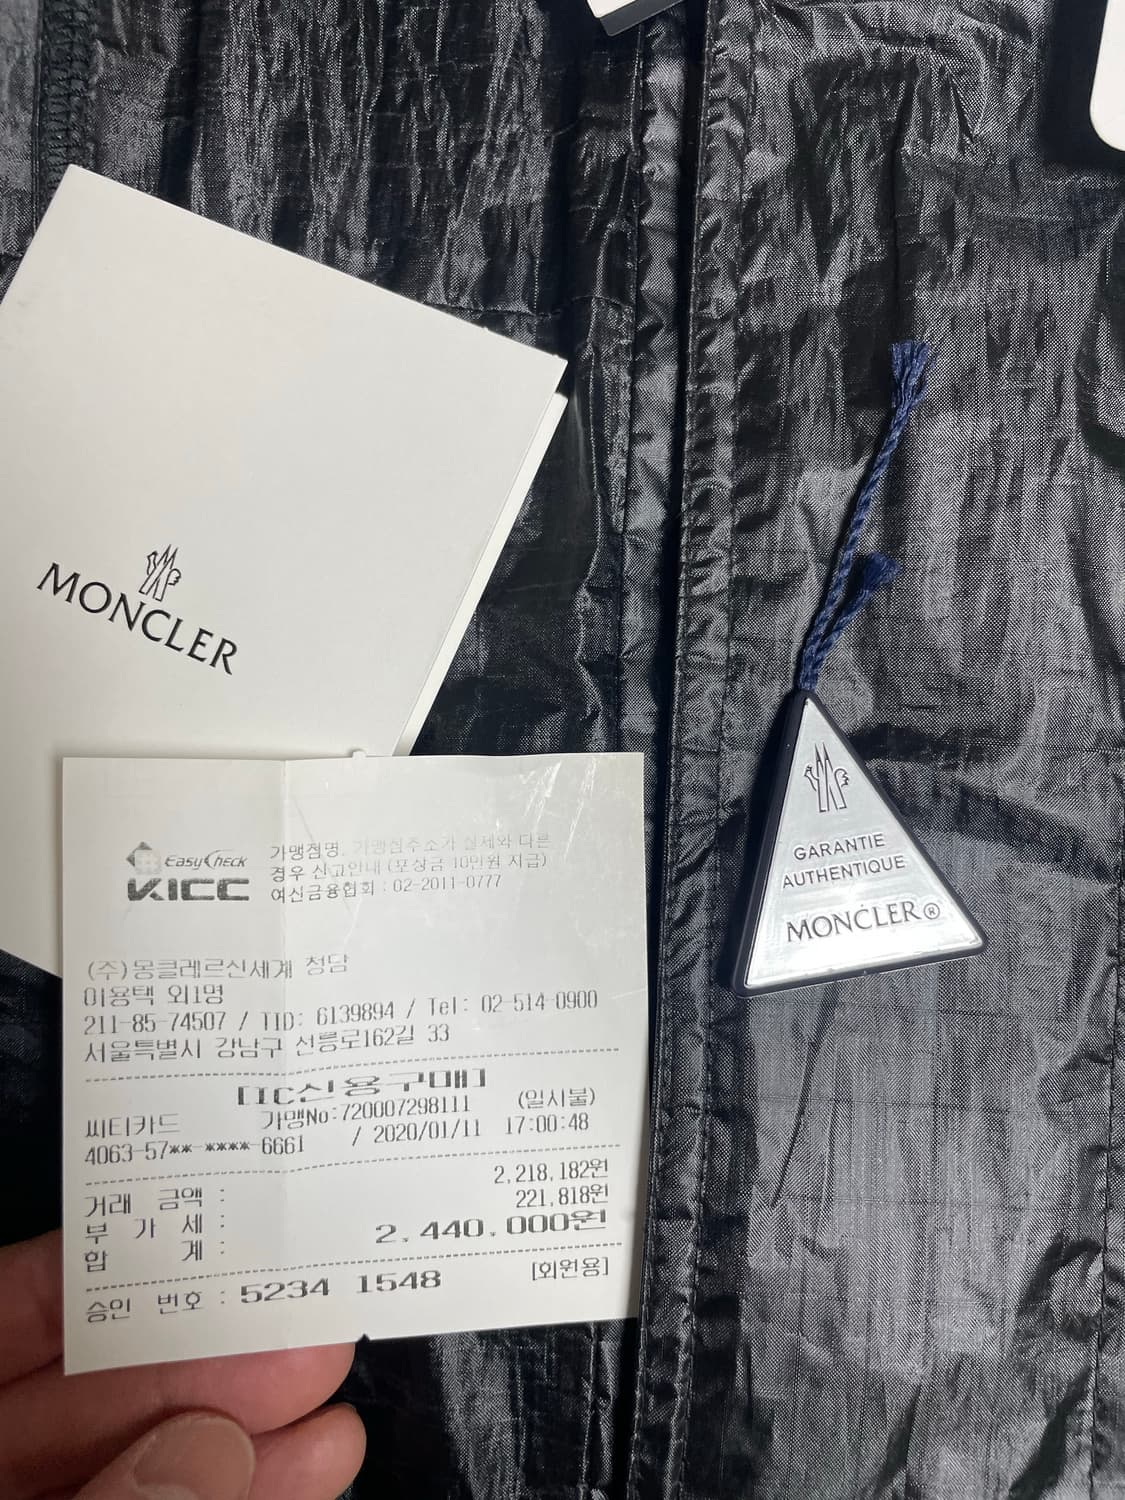 MONCLER
GARANTIE
AUTHENTIQUE
MONCLER®
EasyCheck
KICC
가맹점명, 가맹점주소가 실제와 다른
경우 신고안내 (포상금 10만원 지급)
여신금융협회 : 02-2011-0777
(주)몽클레르신세계 청담
이용택 외1명
211-85-74507 / TID: 6139894 / Tel: 02-514-0900
서울특별시 강남구 선릉로162길 33
[IC신용구매]
씨티카드 가맹No:720007298111 (일시불)
4063-57**-****-6661 / 2020/01/11 17:00:48
거래 금액 : 2,218,182원
부 가 세 : 221,818원
합 계 : 2,440,000원
승인 번호 : 5234 1548 [회원용]